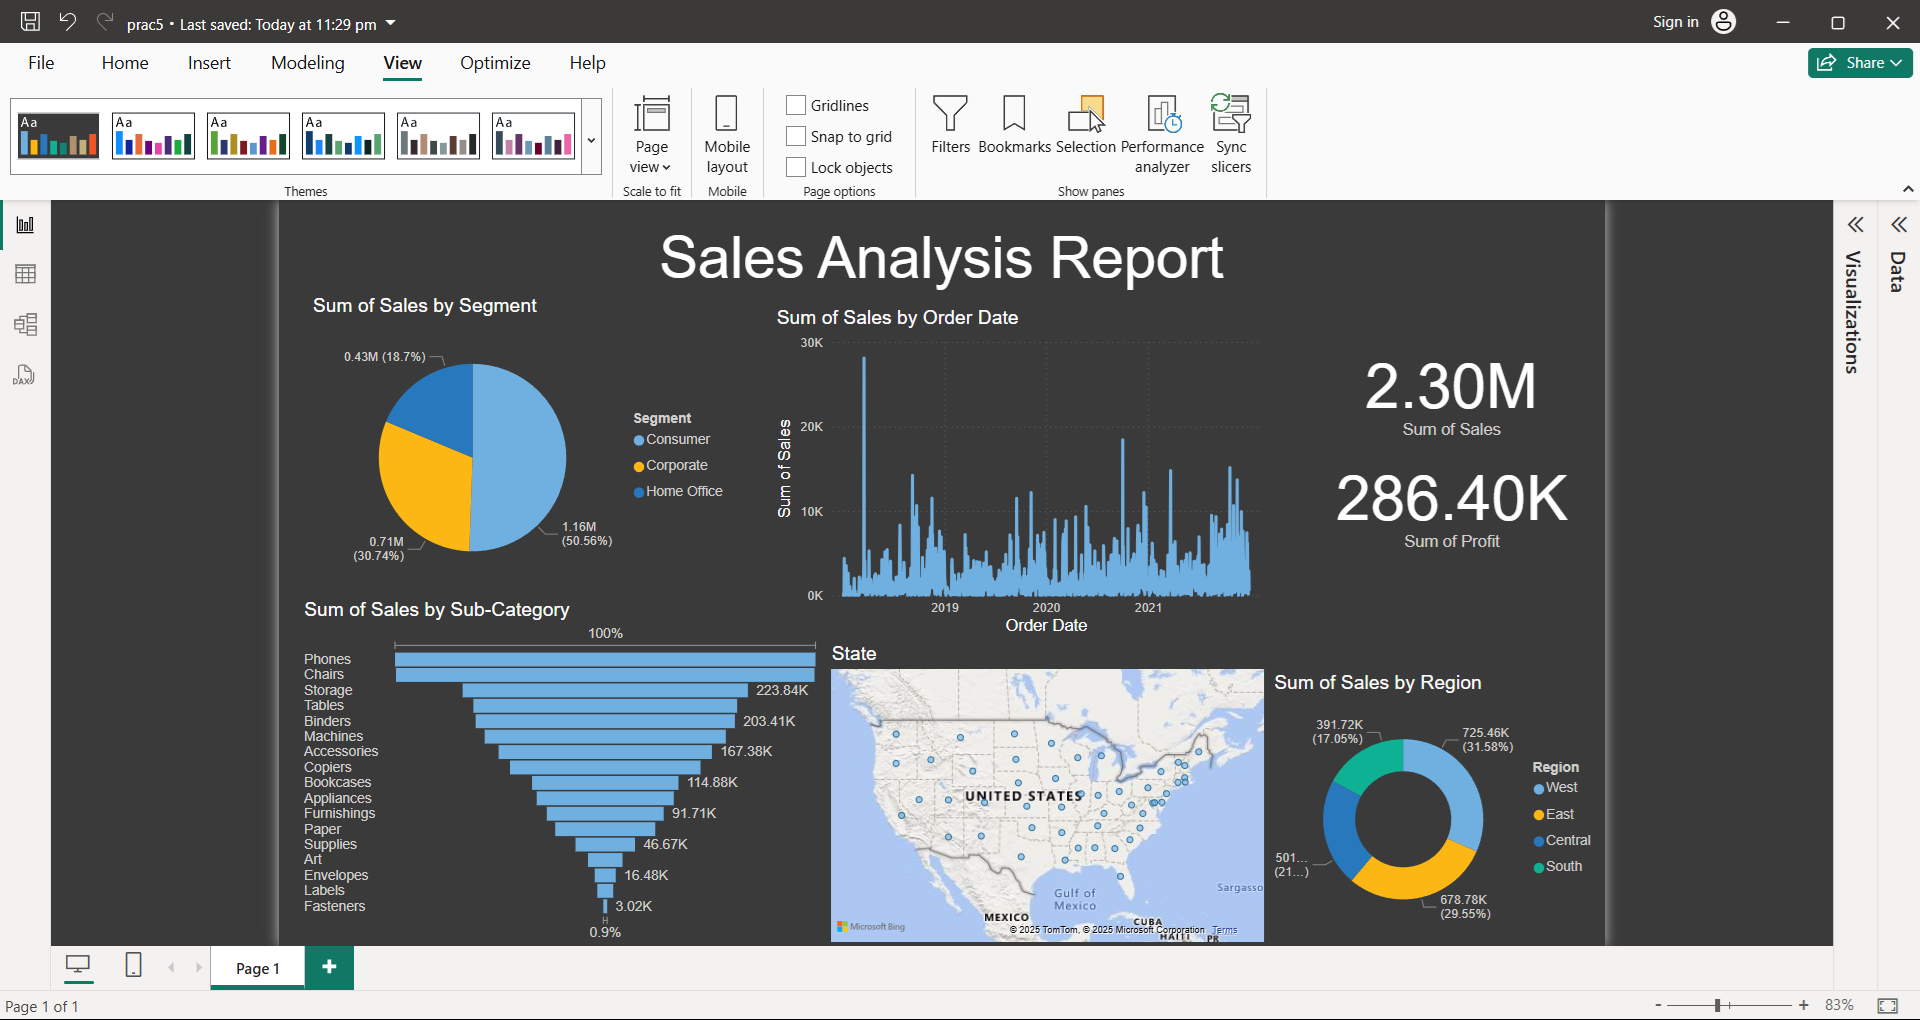 prac5 • Last saved: Today at 11:29 pm
Sign in
File
Home
Insert
Modeling
View
Optimize
Help
Share
Aa
Aa
Aa
Aa
Aa
Aa
Themes
Page
view
Scale to fit
Mobile
layout
Mobile
Gridlines
Snap to grid
Lock objects
Page options
Filters
Bookmarks
Selection
Performance
analyzer
Sync
slicers
Show panes
DAX
Visualizations
Data
Sales Analysis Report
Sum of Sales by Segment
0.43M (18.7%)
0.71M
(30.74%)
1.16M
(50.56%)
Segment
Consumer
Corporate
Home Office
Sum of Sales by Order Date
Sum of Sales
30K
20K
10K
0K
2019
2020
2021
Order Date
2.30M
Sum of Sales
286.40K
Sum of Profit
Sum of Sales by Sub-Category
100%
Phones
Chairs
Storage
223.84K
Tables
Binders
203.41K
Machines
Accessories
167.38K
Copiers
Bookcases
114.88K
Appliances
Furnishings
91.71K
Paper
Supplies
46.67K
Art
Envelopes
16.48K
Labels
Fasteners
3.02K
0.9%
State
UNITED STATES
Gulf of
Mexico
Sargasso
MEXICO
CUBA
HAITI
PR
Microsoft Bing
© 2025 TomTom, © 2025 Microsoft Corporation Terms
Sum of Sales by Region
391.72K
(17.05%)
725.46K
(31.58%)
501...
(21...)
678.78K
(29.55%)
Region
West
East
Central
South
Page 1
Page 1 of 1
- + 83%